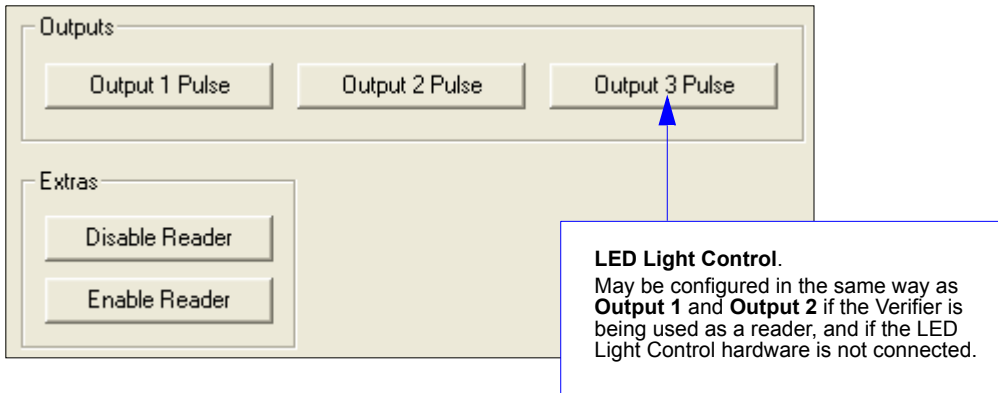 Outputs
Output 1 Pulse
Output 2 Pulse
Output 3 Pulse
Extras
Disable Reader
Enable Reader
LED Light Control.
May be configured in the same way as
Output 1 and Output 2 if the Verifier is
being used as a reader, and if the LED
Light Control hardware is not connected.